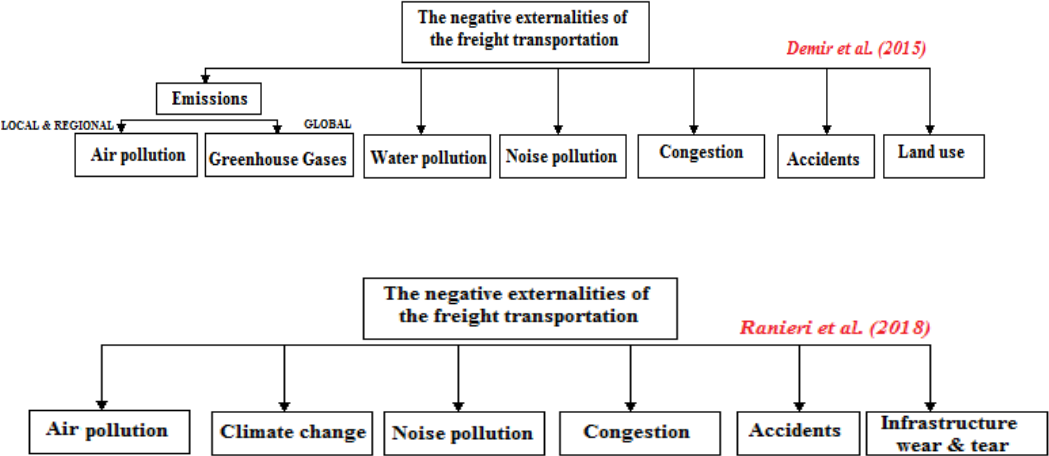 The negative externalities of
the freight transportation
Demir et al. (2015)
Emissions
LOCAL & REGIONAL
GLOBAL
Air pollution
Greenhouse Gases
Water pollution
Noise pollution
Congestion
Accidents
Land use
The negative externalities of
the freight transportation
Ranieri et al. (2018)
Air pollution
Climate change
Noise pollution
Congestion
Accidents
Infrastructure
wear & tear